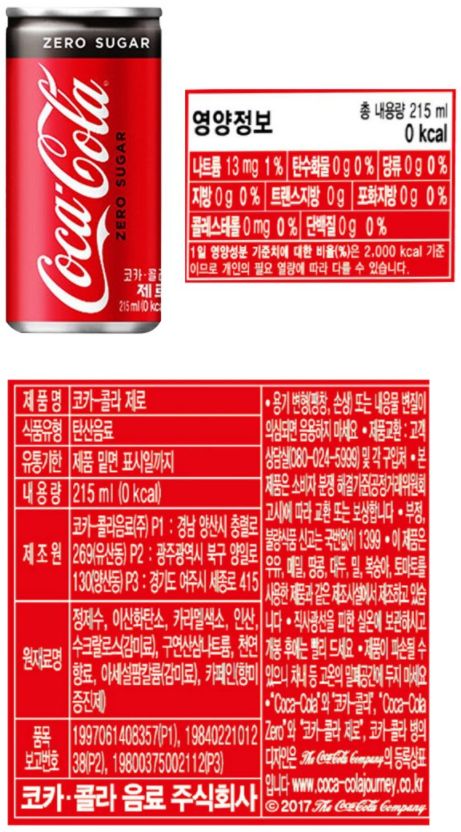 ZERO SUGAR
Coca-Cola
ZERO SUGAR
코카·콜라
제로
215 ml (0 kc
영양정보
총 내용량 215 ml
0 kcal
나트륨 13 mg 1% 탄수화물 0 g 0% 당류 0 g 0%
지방 0 g 0% 트랜스지방 0 g 포화지방 0 g 0%
콜레스테롤 0 mg 0% 단백질 0 g 0%
1일 영양성분 기준치에 대한 비율(%)은 2,000 kcal 기준
이므로 개인의 필요 열량에 따라 다를 수 있습니다.
제품명 코카-콜라 제로
식품유형 탄산음료
유통기한 제품 밑면 표시일까지
내용량 215 ml (0 kcal)
제조원
코카-콜라음료(주) P1 : 경남 양산시 충렬로
269(유산동) P2 : 광주광역시 북구 양일로
130(양산동) P3 : 경기도 여주시 세종로 415
원재료명
정제수, 이산화탄소, 카라멜색소, 인산,
수크랄로스(감미료), 구연산삼나트륨, 천연
향료, 아세설팜칼륨(감미료), 카페인(향미
증진제)
품목
보고번호
1997061408357(P1), 19840221012
38(P2), 19800375002112(P3)
코카·콜라 음료 주식회사
• 용기 변형(팽창, 손상) 또는 내용물 변질이
의심되면 음용하지 마세요 • 제품교환 : 고객
상담실(080-024-5999) 및 각 구입처 • 본
제품은 소비자 분쟁 해결기준(공정거래위원회
고시)에 따라 교환 또는 보상합니다 • 부정,
불량식품 신고는 국번없이 1399 • 이 제품은
우유, 메밀, 땅콩, 대두, 밀, 복숭아, 토마토를
사용한 제품과 같은 제조시설에서 제조하고 있습
니다 • 직사광선을 피한 실온에 보관하시고
개봉 후에는 빨리 드세요 • 제품이 파손될 수
있으니 차내 등 고온의 밀폐공간에 두지 마세요
• "Coca-Cola"와 "코카-콜라", "Coca-Cola
Zero"와 "코카-콜라 제로", 코카-콜라 병의
디자인은 The Coca-Cola Company의 등록상표
입니다 www.coca-colajourney.co.kr
© 2017 The Coca-Cola Company